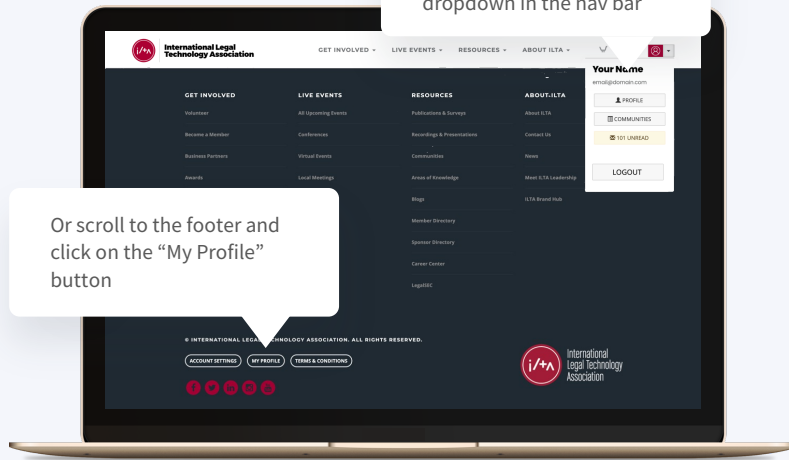 dropdown in the nav bar
i/+∧ International Legal
Technology Association
GET INVOLVED LIVE EVENTS RESOURCES ABOUT ILTA
Your Name
email@domain.com
PROFILE
COMMUNITIES
101 UNREAD
LOGOUT
GET INVOLVED LIVE EVENTS RESOURCES ABOUT ILTA
Volunteer All Upcoming Events Publications & Surveys About ILTA
Become a Member Conferences Recordings & Presentations Contact Us
Business Partners Virtual Events Communities News
Awards Local Meetings Areas of Knowledge Meet ILTA Leadership
Blogs ILTA Brand Hub
Member Directory
Sponsor Directory
Career Center
LegalSEC
Or scroll to the footer and
click on the “My Profile”
button
© INTERNATIONAL LEGAL TECHNOLOGY ASSOCIATION. ALL RIGHTS RESERVED.
ACCOUNT SETTINGS MY PROFILE TERMS & CONDITIONS
i/+∧ International
Legal Technology
Association